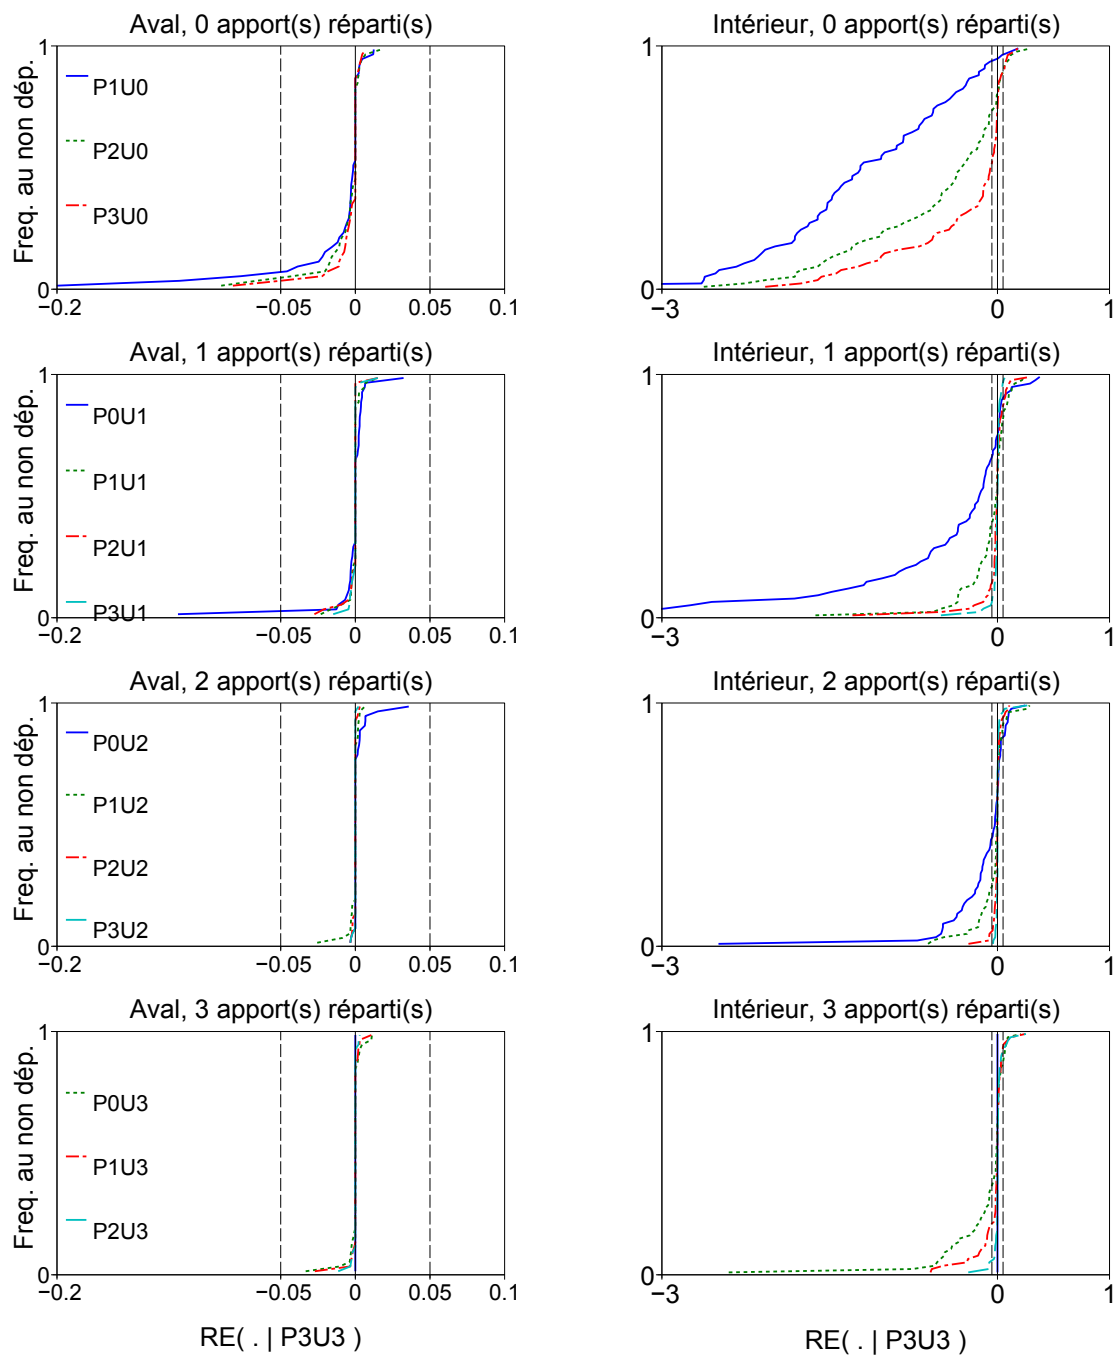 Aval, 0 apport(s) réparti(s)
Freq. au non dép.
1
0
P1U0
P2U0
P3U0
−0.2
−0.05
0
0.05
0.1
Intérieur, 0 apport(s) réparti(s)
1
0
−3
0
1
Aval, 1 apport(s) réparti(s)
Freq. au non dép.
1
0
P0U1
P1U1
P2U1
P3U1
−0.2
−0.05
0
0.05
0.1
Intérieur, 1 apport(s) réparti(s)
1
0
−3
0
1
Aval, 2 apport(s) réparti(s)
Freq. au non dép.
1
0
P0U2
P1U2
P2U2
P3U2
−0.2
−0.05
0
0.05
0.1
Intérieur, 2 apport(s) réparti(s)
1
0
−3
0
1
Aval, 3 apport(s) réparti(s)
Freq. au non dép.
1
0
P0U3
P1U3
P2U3
−0.2
−0.05
0
0.05
0.1
RE( . | P3U3 )
Intérieur, 3 apport(s) réparti(s)
1
0
−3
0
1
RE( . | P3U3 )